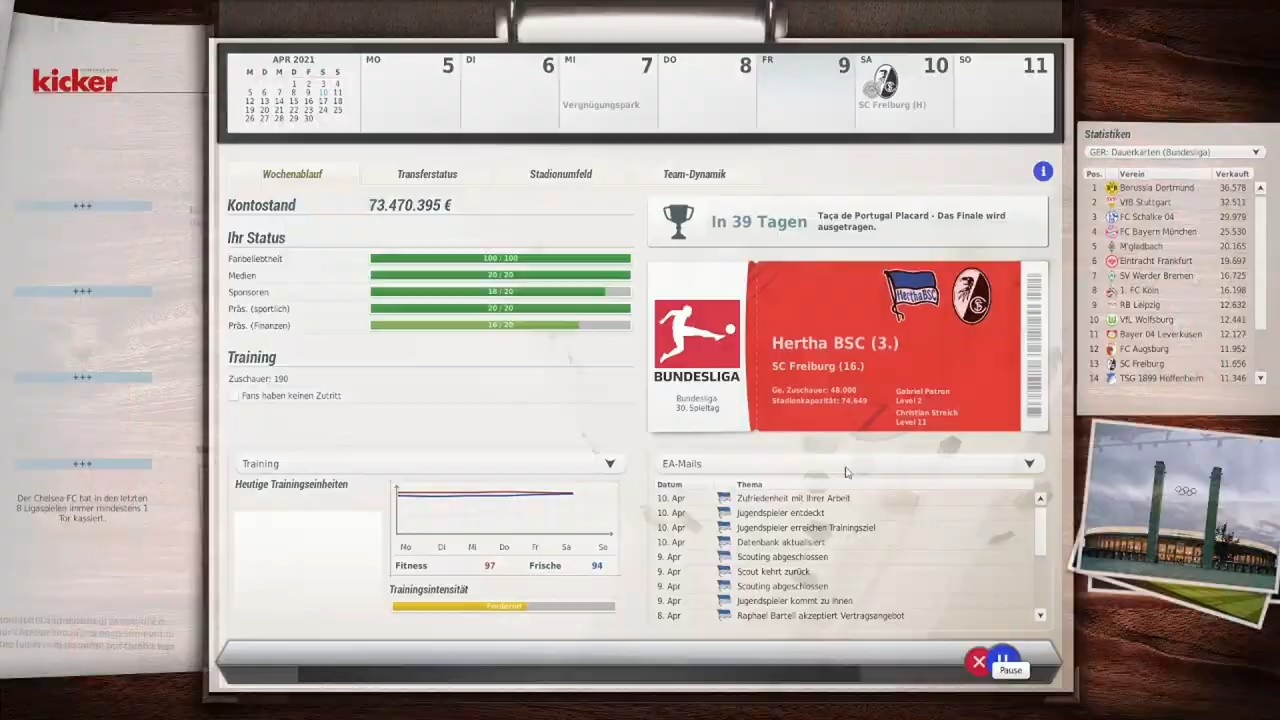 kicker
APR 2021
M D M D F S S
1 2 3 4
5 6 7 8 9 10 11
12 13 14 15 16 17 18
19 20 21 22 23 24 25
26 27 28 29 30
MO 5
DI 6
MI 7
Vergnügungspark
DO 8
FR 9
SA 10
SC Freiburg (H)
SO 11
Wochenablauf Transferstatus Stadionumfeld Team-Dynamik
i
Kontostand 73.470.395 €
Ihr Status
Fanbeliebtheit 100 / 100
Medien 20 / 20
Sponsoren 18 / 20
Präs. (sportlich) 20 / 20
Präs. (Finanzen) 16 / 20
Training
Zuschauer: 190
Fans haben keinen Zutritt
In 39 Tagen
Taça de Portugal Placard - Das Finale wird
ausgetragen.
BUNDESLIGA
Bundesliga
30. Spieltag
HerthaBSC
Hertha BSC (3.)
SC Freiburg (16.)
Ge. Zuschauer: 48.000
Stadionkapazität: 74.649
Gabriel Patron
Level 2
Christian Streich
Level 11
Training
Heutige Trainingseinheiten
Mo Di Mi Do Fr Sa So
Fitness 97 Frische 94
Trainingsintensität
Fordernd
EA-Mails
Datum Thema
10. Apr Zufriedenheit mit Ihrer Arbeit
10. Apr Jugendspieler entdeckt
10. Apr Jugendspieler erreichen Trainingsziel
10. Apr Datenbank aktualisiert
9. Apr Scouting abgeschlossen
9. Apr Scout kehrt zurück
9. Apr Scouting abgeschlossen
9. Apr Jugendspieler kommt zu Ihnen
8. Apr Raphael Bartell akzeptiert Vertragsangebot
Pause
+++
+++
+++
+++
Der Chelsea FC hat in den letzten
8 Ligaspielen immer mindestens 1
Tor kassiert.
Statistiken
GER: Dauerkarten (Bundesliga)
Pos. Verein Verkauft
1 Borussia Dortmund 36.578
2 VfB Stuttgart 32.511
3 FC Schalke 04 29.979
4 FC Bayern München 25.530
5 M'gladbach 20.165
6 Eintracht Frankfurt 19.697
7 SV Werder Bremen 16.725
8 1. FC Köln 16.198
9 RB Leipzig 12.632
10 VfL Wolfsburg 12.441
11 Bayer 04 Leverkusen 12.127
12 FC Augsburg 11.952
13 SC Freiburg 11.656
14 TSG 1899 Hoffenheim 11.346